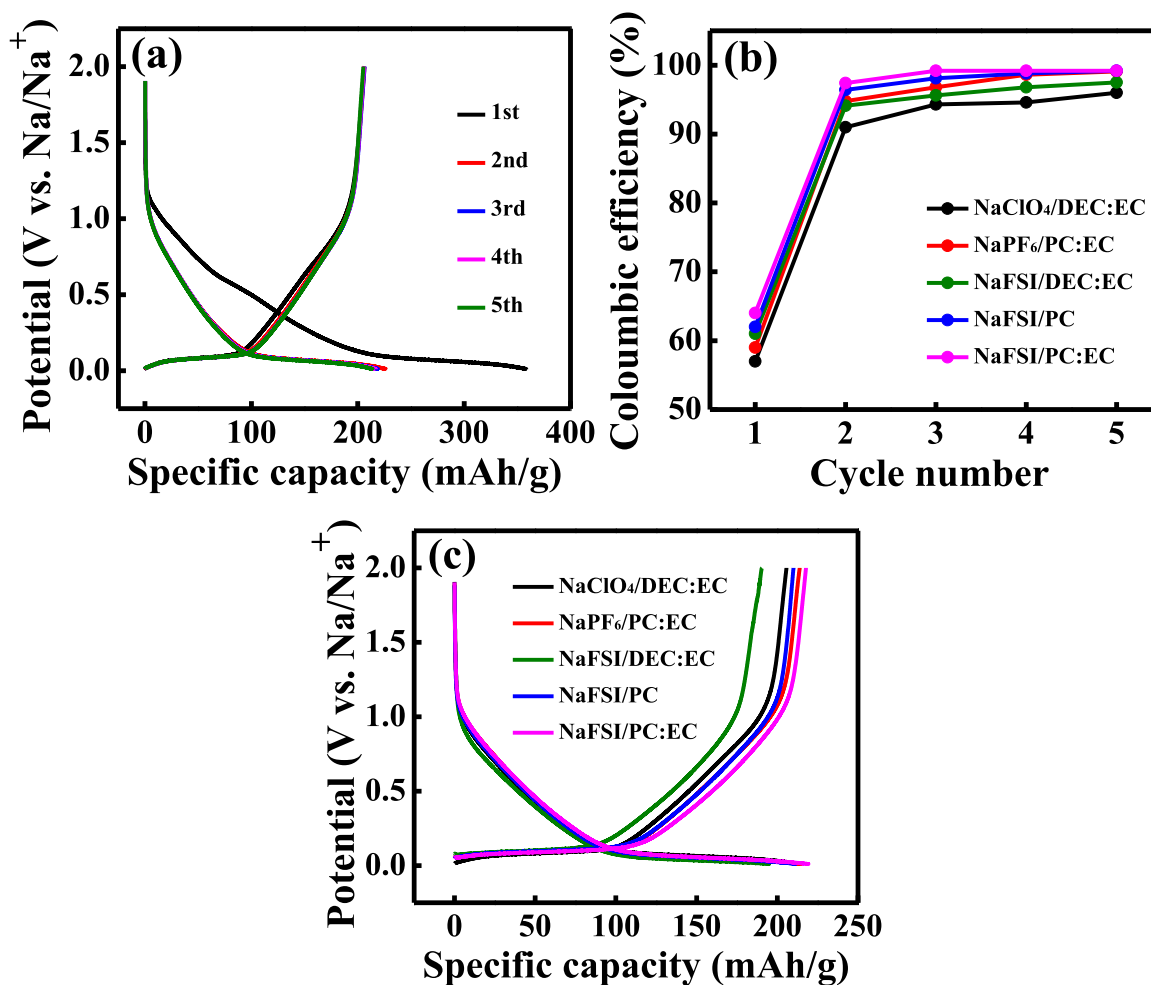 (a)
Potential (V vs. Na/Na⁺)
2.0
1.5
1.0
0.5
0.0
1st
2nd
3rd
4th
5th
0 100 200 300 400
Specific capacity (mAh/g)
(b)
Coloumbic efficiency (%)
100
90
80
70
60
50
NaClO₄/DEC:EC
NaPF₆/PC:EC
NaFSI/DEC:EC
NaFSI/PC
NaFSI/PC:EC
1 2 3 4 5
Cycle number
(c)
Potential (V vs. Na/Na⁺)
2.0
1.5
1.0
0.5
0.0
NaClO₄/DEC:EC
NaPF₆/PC:EC
NaFSI/DEC:EC
NaFSI/PC
NaFSI/PC:EC
0 50 100 150 200 250
Specific capacity (mAh/g)